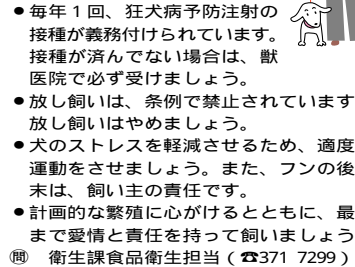 ●毎年１回、狂犬病予防注射の
接種が義務付けられています。
接種が済んでない場合は、獣
医院で必ず受けましょう。
●放し飼いは、条例で禁止されています
放し飼いはやめましょう。
●犬のストレスを軽減させるため、適度
運動をさせましょう。また、フンの後
末は、飼い主の責任です。
●計画的な繁殖に心がけるとともに、最
まで愛情と責任を持って飼いましょう
㉄ 衛生課食品衛生担当（☎371 7299）